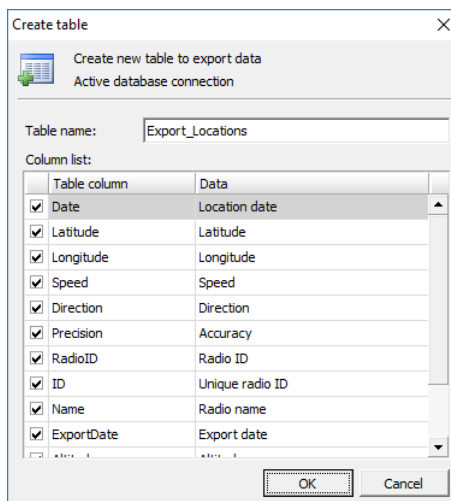 Create table
Create new table to export data
Active database connection
Table name: Export_Locations
Column list:
Table column Data
Date Location date
Latitude Latitude
Longitude Longitude
Speed Speed
Direction Direction
Precision Accuracy
RadioID Radio ID
ID Unique radio ID
Name Radio name
ExportDate Export date
OK Cancel